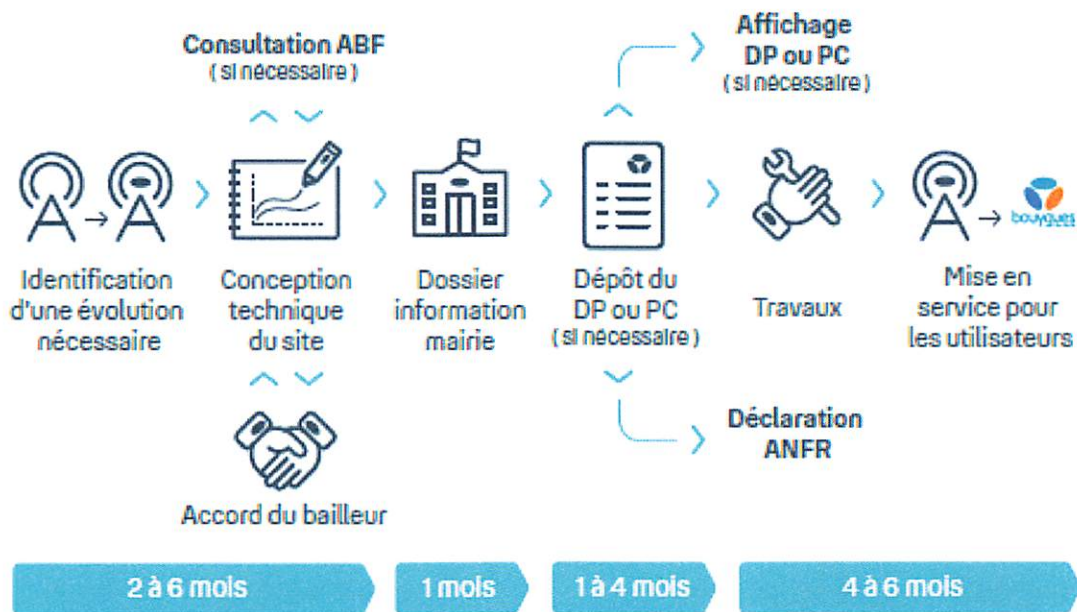 Consultation ABF
( si nécessaire )
Affichage
DP ou PC
( si nécessaire )
Identification
d'une évolution
nécessaire
Conception
technique
du site
Dossier
information
mairie
Dépôt du
DP ou PC
( si nécessaire )
Travaux
bouygues
Mise en
service pour
les utilisateurs
Accord du bailleur
Déclaration
ANFR
2 à 6 mois
1 mois
1 à 4 mois
4 à 6 mois